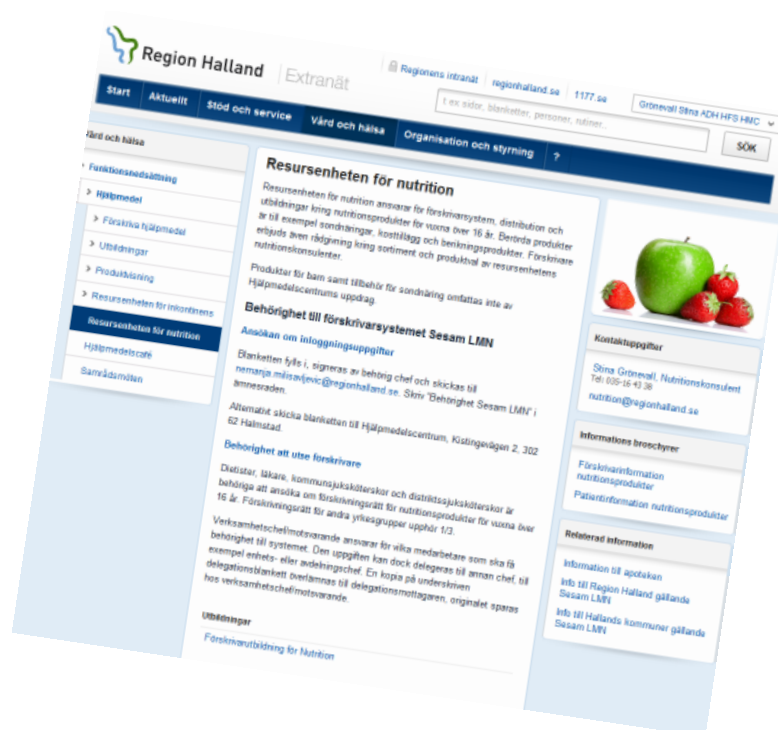 Region Halland
Extranät
Regionens intranät
regionhalland.se
1177.se
Grönevall Stina ADH HFS HMC
t ex sidor, blanketter, personer, rutiner...
SÖK
Start
Aktuellt
Stöd och service
Vård och hälsa
Organisation och styrning
?
Vård och hälsa
Funktionsnedsättning
Hjälpmedel
Förskriva hjälpmedel
Utbildningar
Produktvisning
Resursenheten för inkontinens
Resursenheten för nutrition
Hjälpmedelscafé
Samrådsmöten
Resursenheten för nutrition
Resursenheten för nutrition ansvarar för förskrivarsystem, distribution och
utbildningar kring nutritionsprodukter för vuxna över 16 år. Berörda produkter
är till exempel sondnäringar, kosttillägg och berikningsprodukter. Förskrivare
erbjuds även rådgivning kring sortiment och produktval av resursenhetens
nutritionskonsulenter.
Produkter för barn samt tillbehör för sondnäring omfattas inte av
Hjälpmedelscentrums uppdrag.
Behörighet till förskrivarsystemet Sesam LMN
Ansökan om inloggningsuppgifter
Blanketten fylls i, signeras av behörig chef och skickas till
nemanja.milisavljevic@regionhalland.se. Skriv "Behörighet Sesam LMN" i
ämnesraden.
Alternativt skicka blanketten till Hjälpmedelscentrum, Kistingevägen 2, 302
62 Halmstad.
Behörighet att utse förskrivare
Dietister, läkare, kommunsjuksköterskor och distriktssjuksköterskor är
behöriga att ansöka om förskrivningsrätt för nutritionsprodukter för vuxna över
16 år. Förskrivningsrätt för andra yrkesgrupper upphör 1/3.
Verksamhetschef/motsvarande ansvarar för vilka medarbetare som ska få
behörighet till systemet. Den uppgiften kan dock delegeras till annan chef, till
exempel enhets- eller avdelningschef. En kopia på underskriven
delegationsblankett överlämnas till delegationsmottagaren, originalet sparas
hos verksamhetschef/motsvarande.
Utbildningar
Förskrivarutbildning för Nutrition
Kontaktuppgifter
Stina Grönevall, Nutritionskonsulent
Tel: 035-16 43 38
nutrition@regionhalland.se
Informations broschyrer
Förskrivarinformation
nutritionsprodukter
Patientinformation nutritionsprodukter
Relaterad information
Information till apoteken
Info till Region Halland gällande
Sesam LMN
Info till Hallands kommuner gällande
Sesam LMN